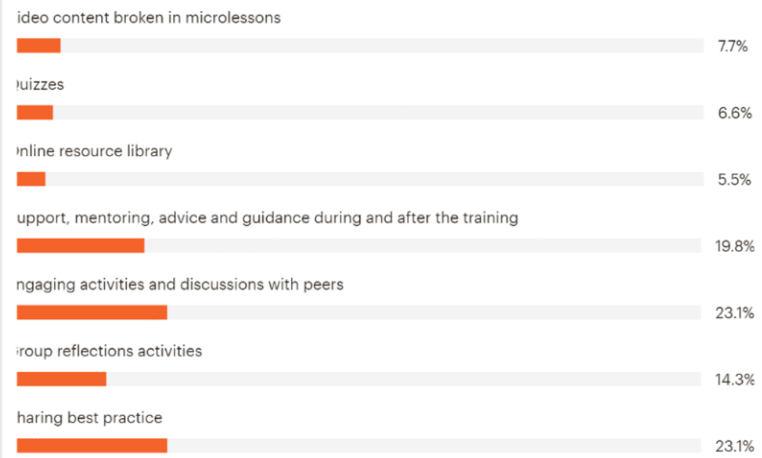 ideo content broken in microlessons
7.7%
uizzes
6.6%
nline resource library
5.5%
upport, mentoring, advice and guidance during and after the training
19.8%
ngaging activities and discussions with peers
23.1%
roup reflections activities
14.3%
haring best practice
23.1%